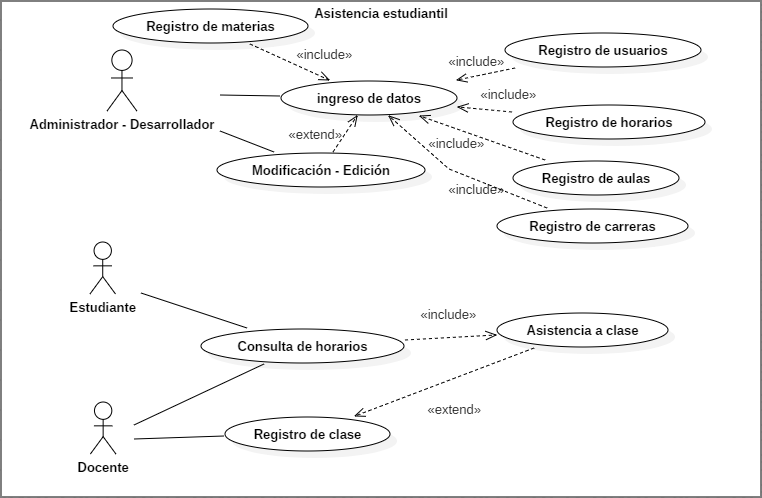 Asistencia estudiantil
Registro de materias
«include»
Registro de usuarios
«include»
ingreso de datos
«include»
Registro de horarios
Administrador - Desarrollador
«extend»
«include»
Modificación - Edición
Registro de aulas
«include»
Registro de carreras
Estudiante
«include»
Asistencia a clase
Consulta de horarios
«extend»
Registro de clase
Docente